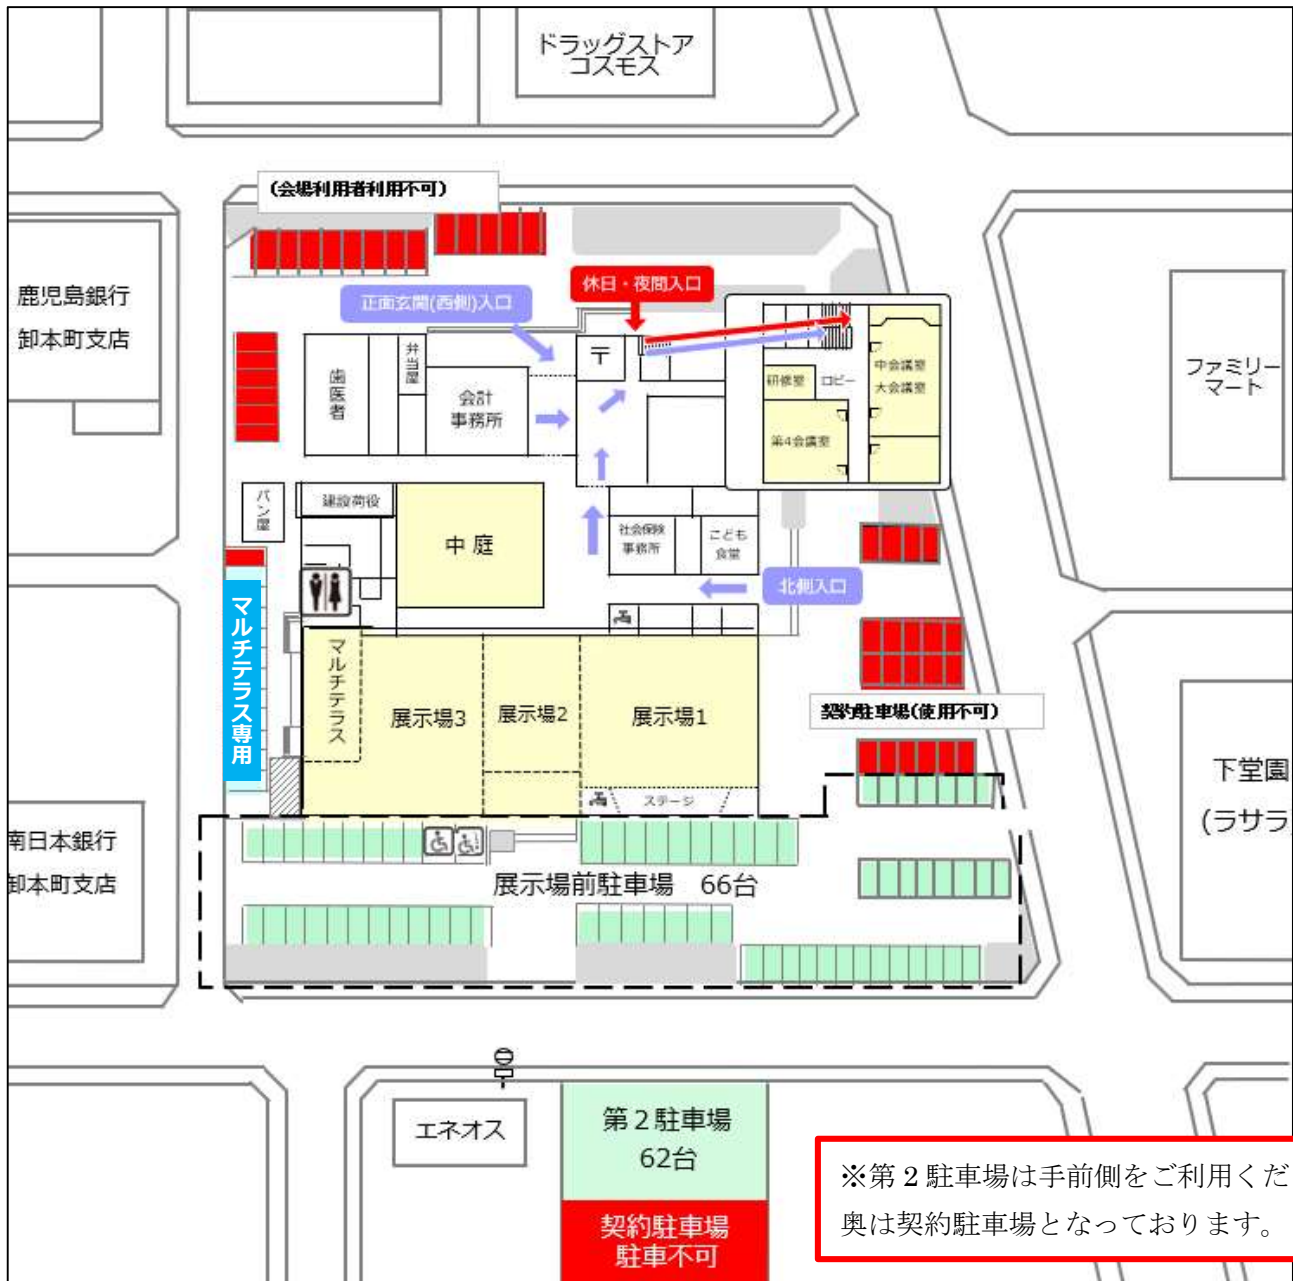 ドラッグストア
コスモス
(会場利用者利用不可)
鹿児島銀行
卸本町支店
正面玄関(西側)入口
休日・夜間入口
〒
歯医者
弁当屋
会計
事務所
研修室
ロビー
中会議室
大会議室
第4会議室
ファミリー
マート
パン屋
建設荷役
中庭
社会保険
事務所
こども
食堂
北側入口
マルチテラス専用
マルチテラス
展示場3
展示場2
展示場1
ステージ
契約駐車場(使用不可)
下堂園
(ラサラ
南日本銀行
卸本町支店
展示場前駐車場 66台
エネオス
第2駐車場
62台
契約駐車場
駐車不可
※第2駐車場は手前側をご利用くだ
奥は契約駐車場となっております。